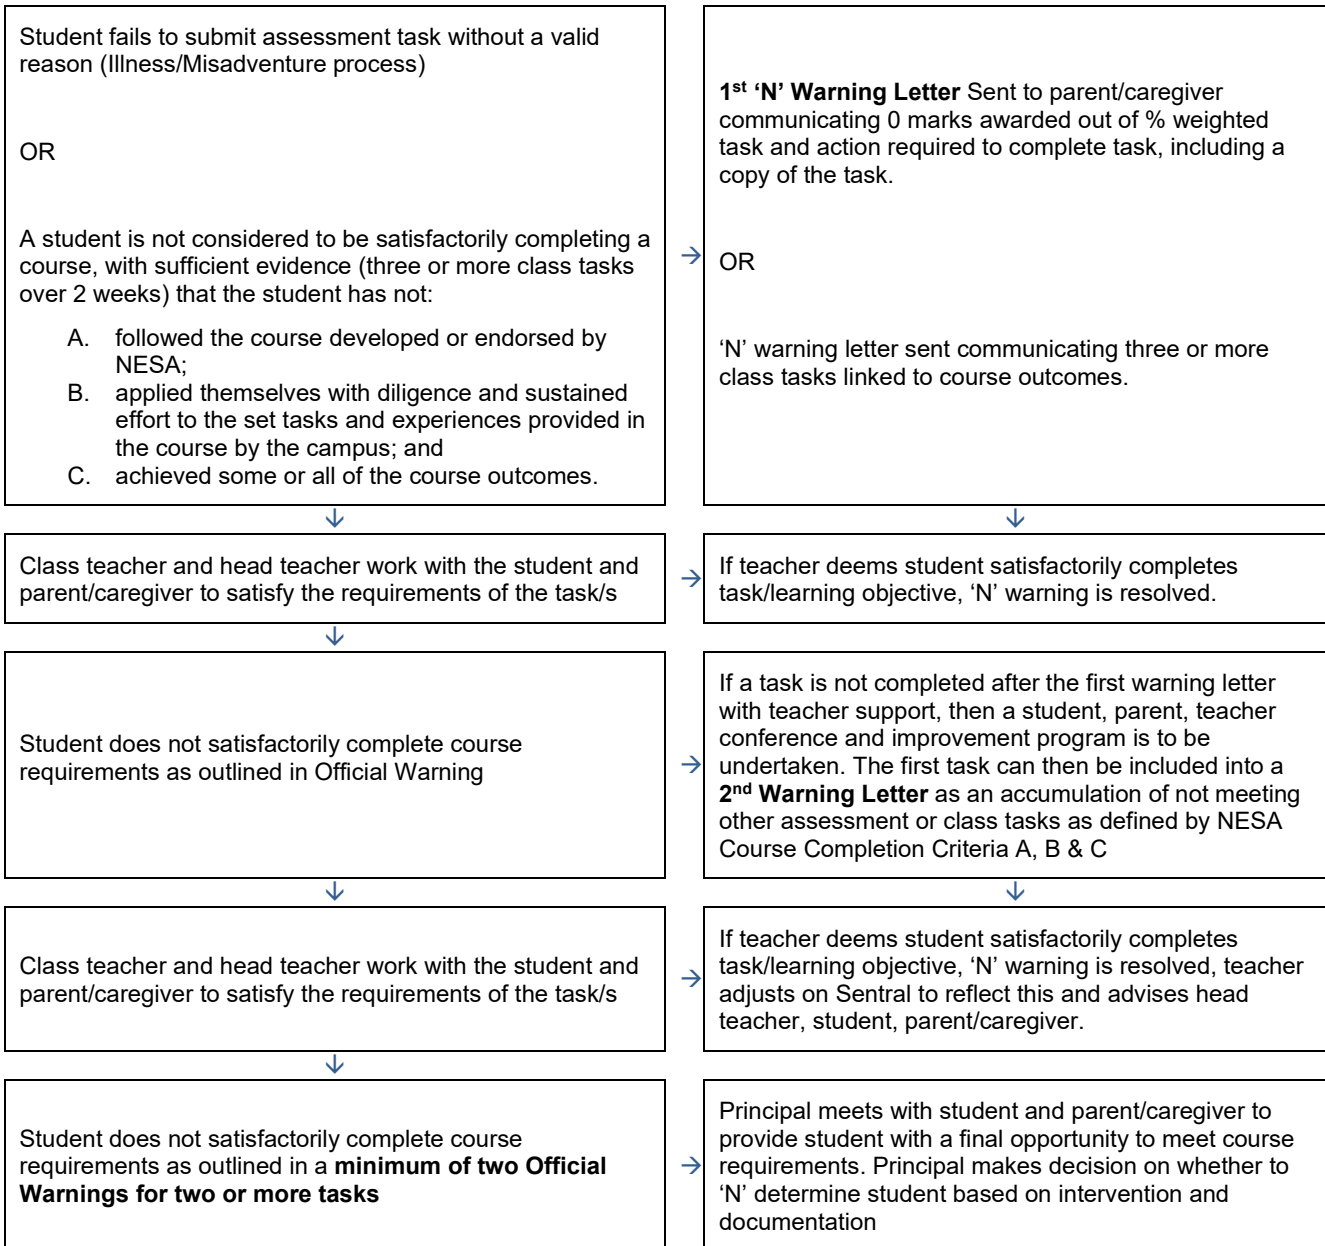 Student fails to submit assessment task without a valid
reason (Illness/Misadventure process)
OR
A student is not considered to be satisfactorily completing a
course, with sufficient evidence (three or more class tasks
over 2 weeks) that the student has not:
A. followed the course developed or endorsed by
NESA;
B. applied themselves with diligence and sustained
effort to the set tasks and experiences provided in
the course by the campus; and
C. achieved some or all of the course outcomes.
→
1st ‘N’ Warning Letter Sent to parent/caregiver
communicating 0 marks awarded out of % weighted
task and action required to complete task, including a
copy of the task.
OR
‘N’ warning letter sent communicating three or more
class tasks linked to course outcomes.
↓
↓
Class teacher and head teacher work with the student and
parent/caregiver to satisfy the requirements of the task/s
→
If teacher deems student satisfactorily completes
task/learning objective, ‘N’ warning is resolved.
↓
Student does not satisfactorily complete course
requirements as outlined in Official Warning
→
If a task is not completed after the first warning letter
with teacher support, then a student, parent, teacher
conference and improvement program is to be
undertaken. The first task can then be included into a
2nd Warning Letter as an accumulation of not meeting
other assessment or class tasks as defined by NESA
Course Completion Criteria A, B & C
↓
↓
Class teacher and head teacher work with the student and
parent/caregiver to satisfy the requirements of the task/s
→
If teacher deems student satisfactorily completes
task/learning objective, ‘N’ warning is resolved, teacher
adjusts on Sentral to reflect this and advises head
teacher, student, parent/caregiver.
↓
Student does not satisfactorily complete course
requirements as outlined in a minimum of two Official
Warnings for two or more tasks
→
Principal meets with student and parent/caregiver to
provide student with a final opportunity to meet course
requirements. Principal makes decision on whether to
‘N’ determine student based on intervention and
documentation